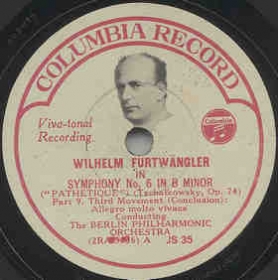 COLUMBIA RECORD
Viva-tonal
Recording.
Columbia
WILHELM FURTWÄNGLER
IN
SYMPHONY No. 6 IN B MINOR
("PATHETIQUE") (Tschaikowsky, Op. 74)
Part 9. Third Movement (Conclusion):
Allegro molto vivace
Conducting
The BERLIN PHILHARMONIC
ORCHESTRA
A JS 35